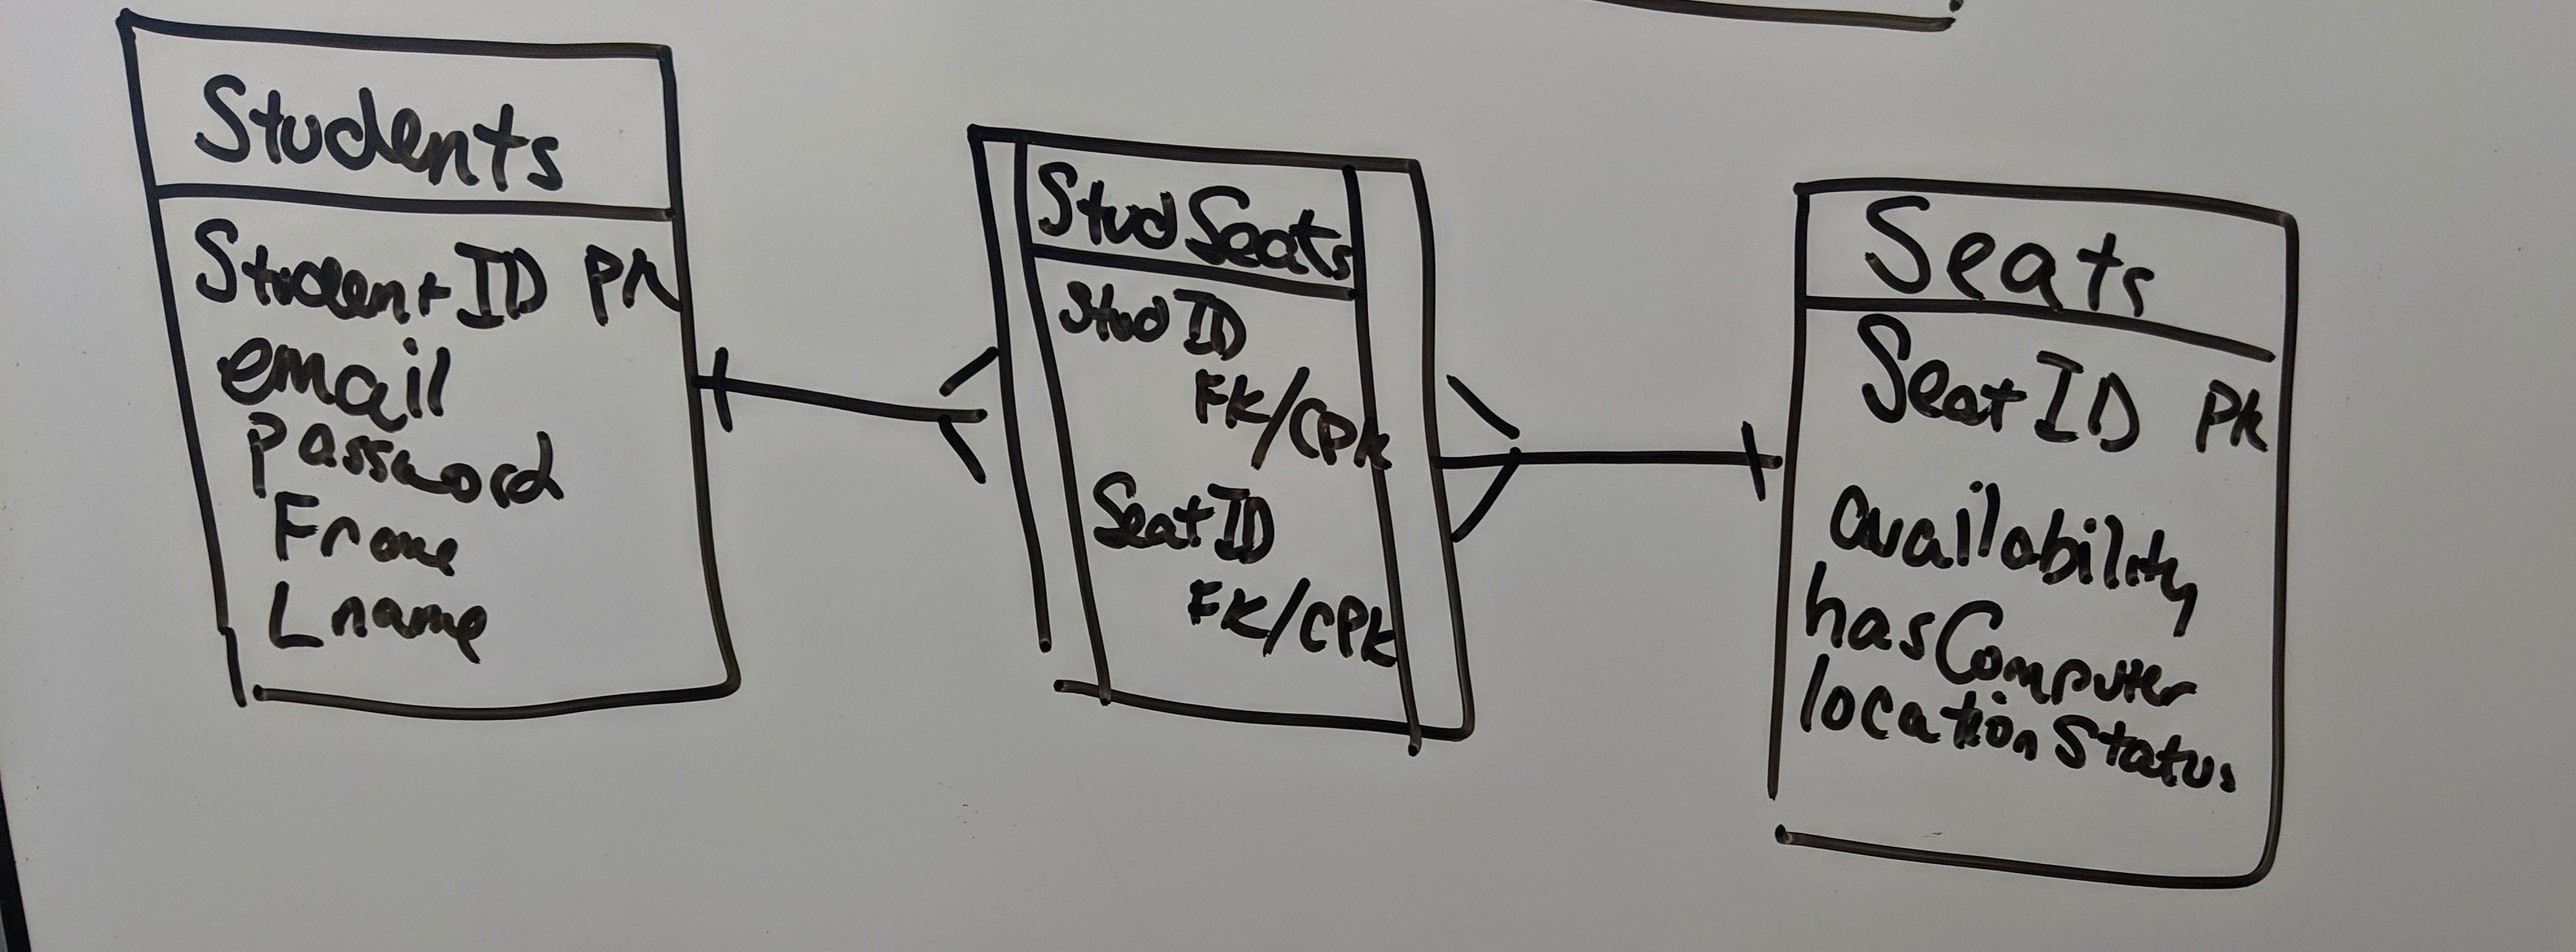 Students
StudentID PK
email
password
Fname
Lname
StudSeats
StudID
FK/CPK
SeatID
FK/CPK
Seats
SeatID PK
availability
hasComputer
locationStatus